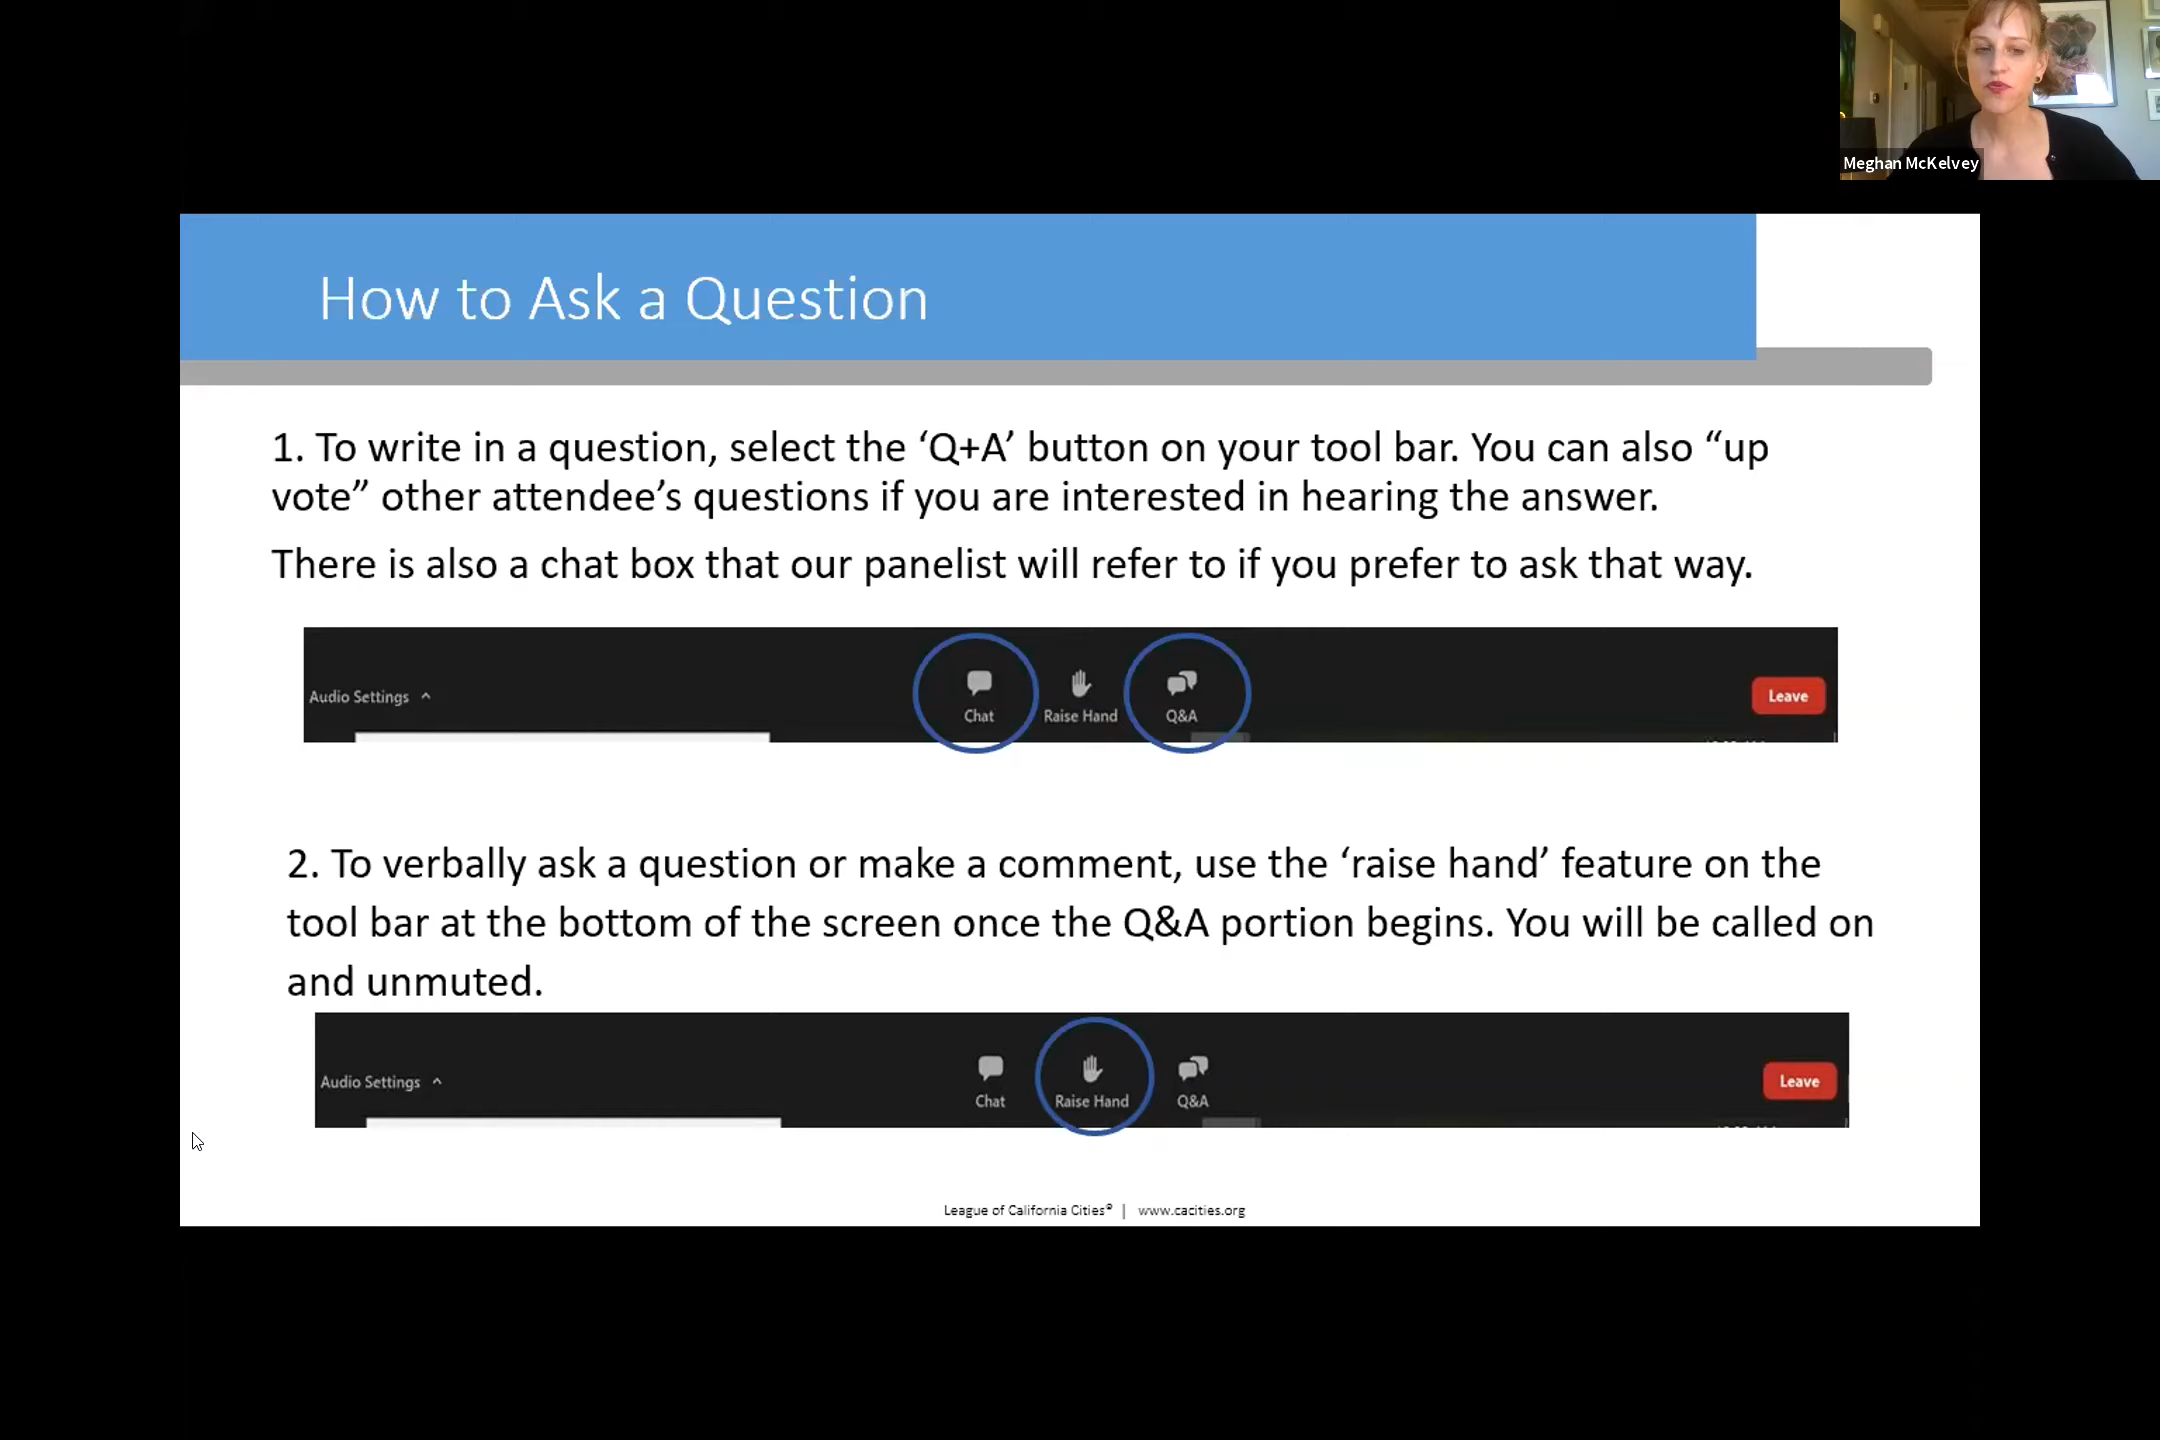 Meghan McKelvey
How to Ask a Question
1. To write in a question, select the ‘Q+A’ button on your tool bar. You can also “up
vote” other attendee’s questions if you are interested in hearing the answer.
There is also a chat box that our panelist will refer to if you prefer to ask that way.
Audio Settings
Chat
Raise Hand
Q&A
Leave
2. To verbally ask a question or make a comment, use the ‘raise hand’ feature on the
tool bar at the bottom of the screen once the Q&A portion begins. You will be called on
and unmuted.
Audio Settings
Chat
Raise Hand
Q&A
Leave
League of California Cities® | www.cacities.org